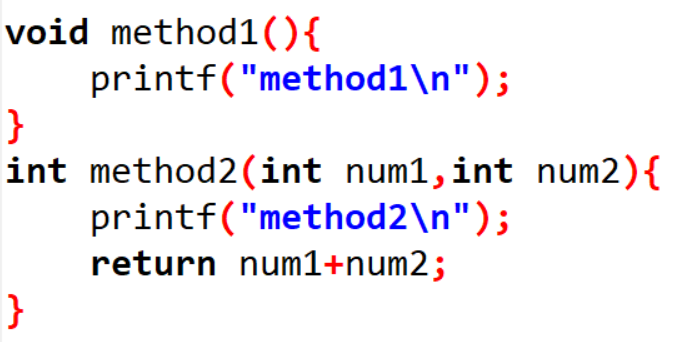 void method1(){
    printf("method1\n");
}
int method2(int num1,int num2){
    printf("method2\n");
    return num1+num2;
}